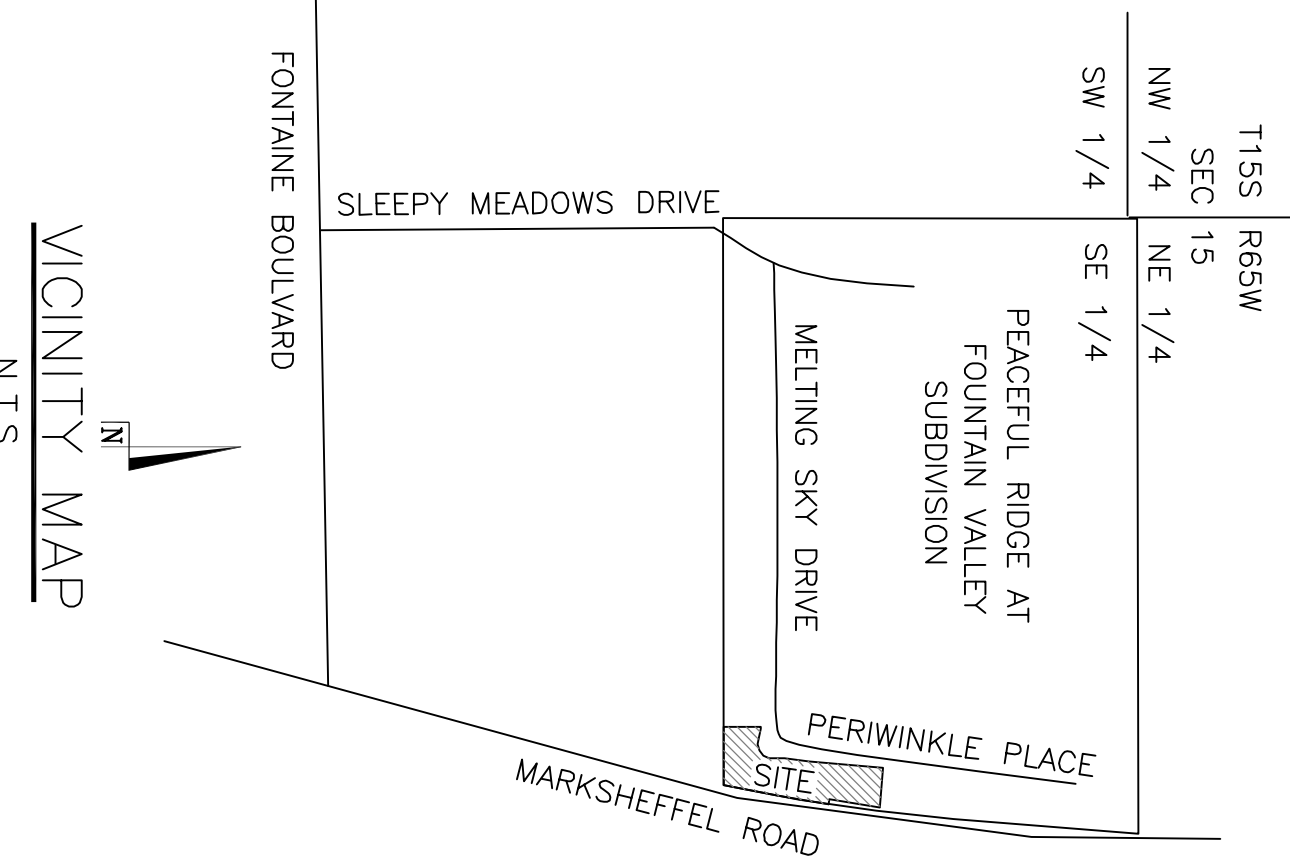 T15S R65W
SEC 15
NW 1/4 NE 1/4
SW 1/4 SE 1/4
PEACEFUL RIDGE AT
FOUNTAIN VALLEY
SUBDIVISION
PERIWINKLE PLACE
MELTING SKY DRIVE
SITE
SLEEPY MEADOWS DRIVE
MARKSHEFFEL ROAD
FONTAINE BOULVARD
N
VICINITY MAP
N T S